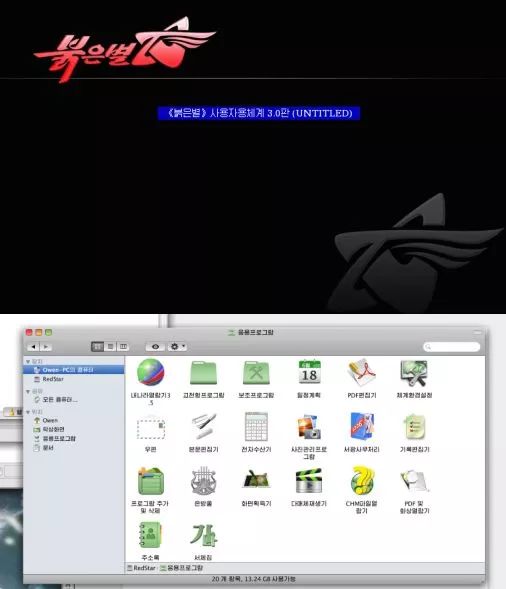 붉은별
《붉은별》사용자용체계 3.0판 (UNTITLED)
응용프로그람
장치
Owen-PC의 콤퓨터
RedStar
공유
모든 콤퓨터...
위치
Owen
탁상화면
응용프로그람
문서
내나라열람기3.5
고전형프로그람
보조프로그람
18
일정계획
PDF편집기
체계환경설정
우편
본문편집기
전자수산기
사진관리프로그람
서광사무처리
기록편집기
프로그람 추가 및 삭제
은방울
화면획득기
다매체재생기
CHM파일열람기
PDF 및 화상열람기
주소록
서체집
RedStar
응용프로그람
20 개 항목, 13.24 GB 사용가능